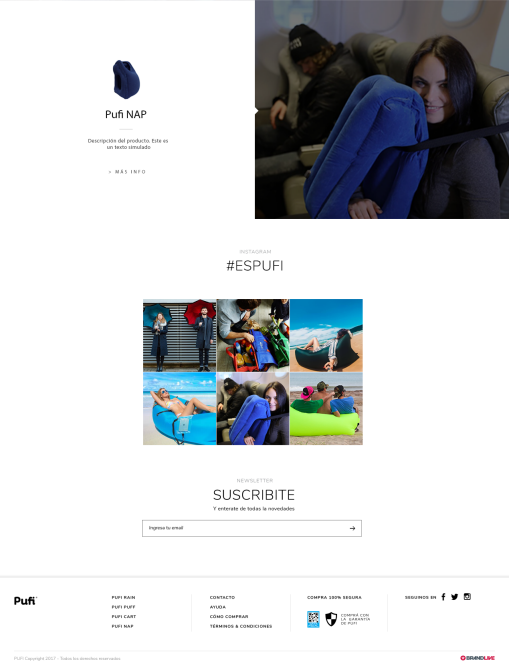 Pufi NAP
Descripción del producto. Este es
un texto simulado
+ MÁS INFO
INSTAGRAM
#ESPUFI
NEWSLETTER
SUSCRIBITE
Y enterate de todas la novedades
Ingresa tu email
Pufi
PUFI RAIN
PUFI PUFF
PUFI CART
PUFI NAP
CONTACTO
AYUDA
CÓMO COMPRAR
TÉRMINOS & CONDICIONES
COMPRA 100% SEGURA
COMPRÁ CON
LA GARANTÍA
DE PUFI
SEGUINOS EN
PUFI Copyright 2017 - Todos los derechos reservados
BRANDLIVE